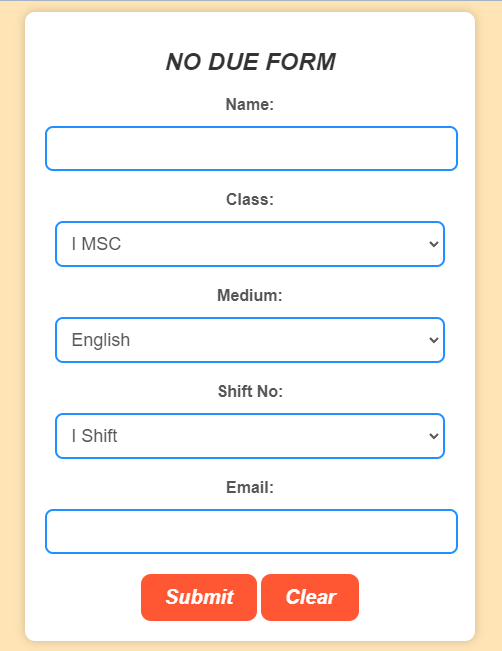 NO DUE FORM
Name:
Class:
I MSC
Medium:
English
Shift No:
I Shift
Email:
Submit Clear